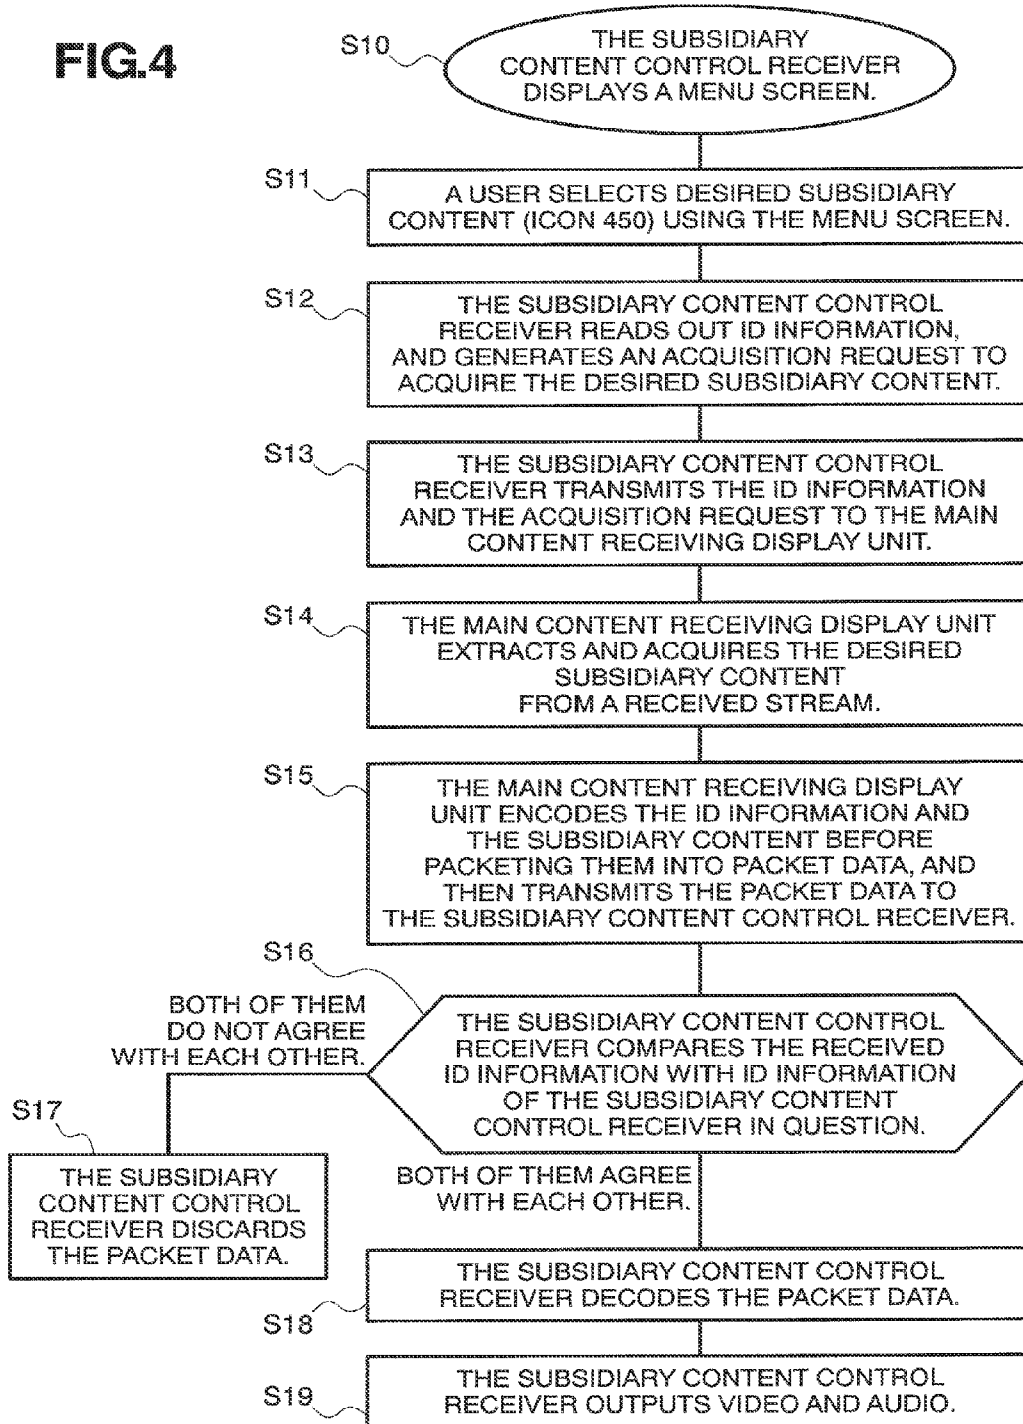 FIG.4
S10
THE SUBSIDIARY
CONTENT CONTROL RECEIVER
DISPLAYS A MENU SCREEN.
S11
A USER SELECTS DESIRED SUBSIDIARY
CONTENT (ICON 450) USING THE MENU SCREEN.
S12
THE SUBSIDIARY CONTENT CONTROL
RECEIVER READS OUT ID INFORMATION,
AND GENERATES AN ACQUISITION REQUEST TO
ACQUIRE THE DESIRED SUBSIDIARY CONTENT.
S13
THE SUBSIDIARY CONTENT CONTROL
RECEIVER TRANSMITS THE ID INFORMATION
AND THE ACQUISITION REQUEST TO THE MAIN
CONTENT RECEIVING DISPLAY UNIT.
S14
THE MAIN CONTENT RECEIVING DISPLAY UNIT
EXTRACTS AND ACQUIRES THE DESIRED
SUBSIDIARY CONTENT
FROM A RECEIVED STREAM.
S15
THE MAIN CONTENT RECEIVING DISPLAY
UNIT ENCODES THE ID INFORMATION AND
THE SUBSIDIARY CONTENT BEFORE
PACKETING THEM INTO PACKET DATA, AND
THEN TRANSMITS THE PACKET DATA TO
THE SUBSIDIARY CONTENT CONTROL RECEIVER.
S16
THE SUBSIDIARY CONTENT CONTROL
RECEIVER COMPARES THE RECEIVED
ID INFORMATION WITH ID INFORMATION
OF THE SUBSIDIARY CONTENT
CONTROL RECEIVER IN QUESTION.
BOTH OF THEM
DO NOT AGREE
WITH EACH OTHER.
S17
THE SUBSIDIARY
CONTENT CONTROL
RECEIVER DISCARDS
THE PACKET DATA.
BOTH OF THEM AGREE
WITH EACH OTHER.
S18
THE SUBSIDIARY CONTENT CONTROL
RECEIVER DECODES THE PACKET DATA.
S19
THE SUBSIDIARY CONTENT CONTROL
RECEIVER OUTPUTS VIDEO AND AUDIO.